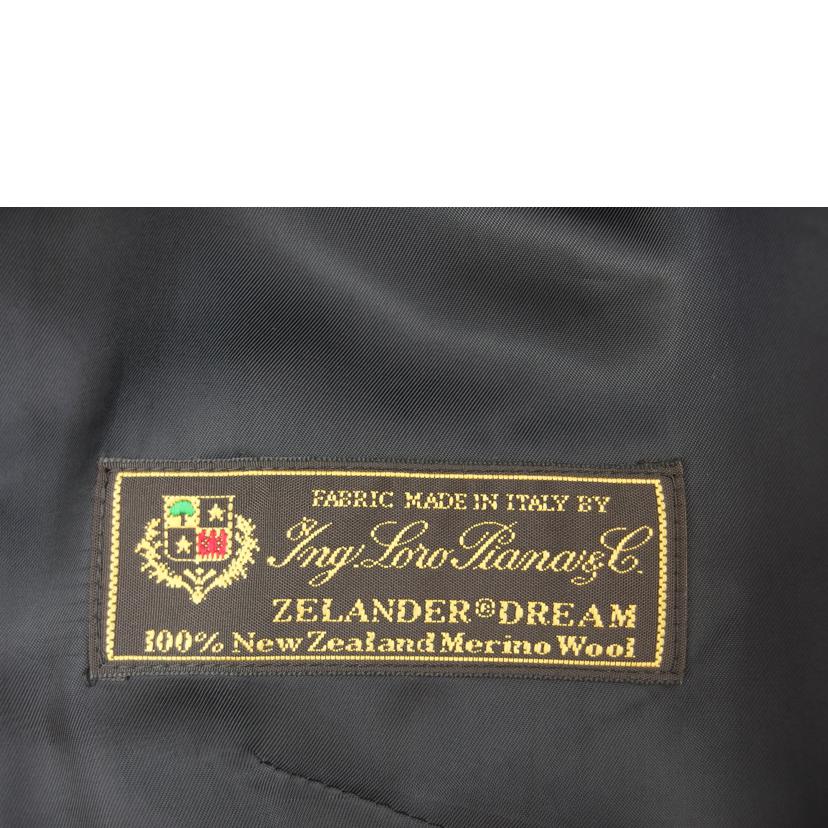 FABRIC MADE IN ITALY BY
Ing. Loro Piana & C.
ZELANDER®DREAM
100% New Zealand Merino Wool